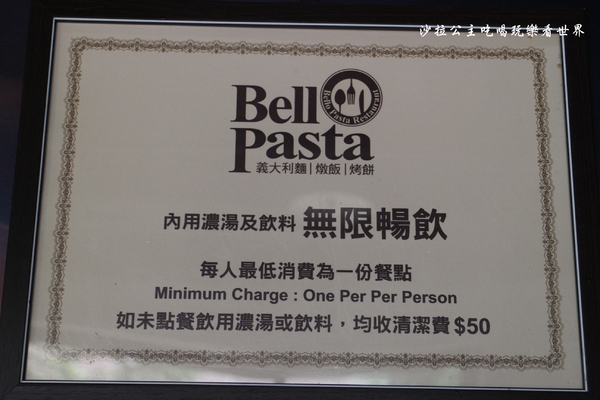 沙拉公主吃喝玩樂看世界
Bello
Bello Pasta Restaurant
Pasta
義大利麵|燉飯|烤餅
內用濃湯及飲料 無限暢飲
每人最低消費為一份餐點
Minimum Charge : One Per Per Person
如未點餐飲用濃湯或飲料，均收清潔費$50